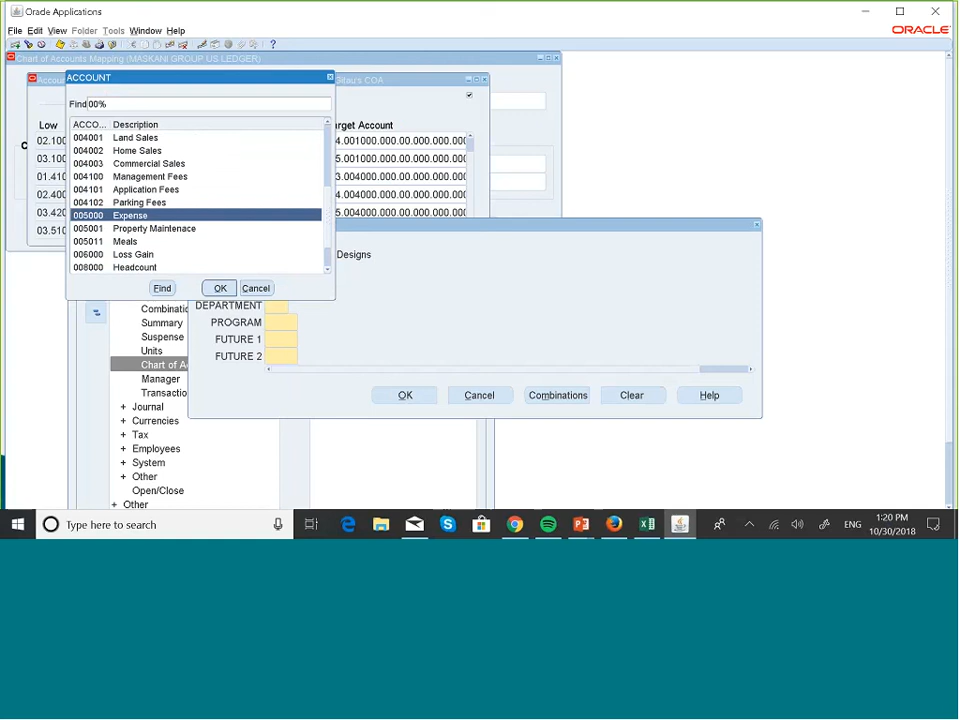 Oracle Applications
File Edit View Folder Tools Window Help
ORACLE
Chart of Accounts Mapping (MASKANI GROUP US LEDGER)
Accoun
Gitau's COA
ACCOUNT
Find 00%
Low
rget Account
ACCO... Description
004001 Land Sales
004002 Home Sales
004003 Commercial Sales
004100 Management Fees
004101 Application Fees
004102 Parking Fees
005000 Expense
005001 Property Maintenace
005011 Meals
006000 Loss Gain
008000 Headcount
Find OK Cancel
02.100
03.100
01.410
02.400
03.420
03.510
4.001000.000.00.000.000.000
5.001000.000.00.000.000.000
3.004000.000.00.000.000.000
4.004000.000.00.000.000.000
5.004000.000.00.000.000.000
Designs
DEPARTMENT
PROGRAM
FUTURE 1
FUTURE 2
OK Cancel Combinations Clear Help
Combinatio
Summary
Suspense
Units
Chart of A
Manager
Transactio
+ Journal
+ Currencies
+ Tax
+ Employees
+ System
+ Other
Open/Close
+ Other
Type here to search
ENG
1:20 PM
10/30/2018